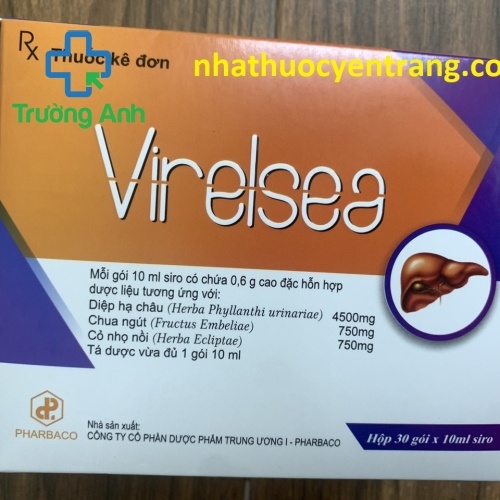 Rx Thuốc kê đơn
nhathuocyentrang.co
Trường Anh
Virelsea
Mỗi gói 10 ml siro có chứa 0,6 g cao đặc hỗn hợp
dược liệu tương ứng với:
Diệp hạ châu (Herba Phyllanthi urinariae) 4500mg
Chua ngút (Fructus Embeliae) 750mg
Cỏ nhọ nồi (Herba Ecliptae) 750mg
Tá dược vừa đủ 1 gói 10 ml
PHARBACO
Nhà sản xuất:
CÔNG TY CỔ PHẦN DƯỢC PHẨM TRUNG ƯƠNG I - PHARBACO
Hộp 30 gói x 10ml siro